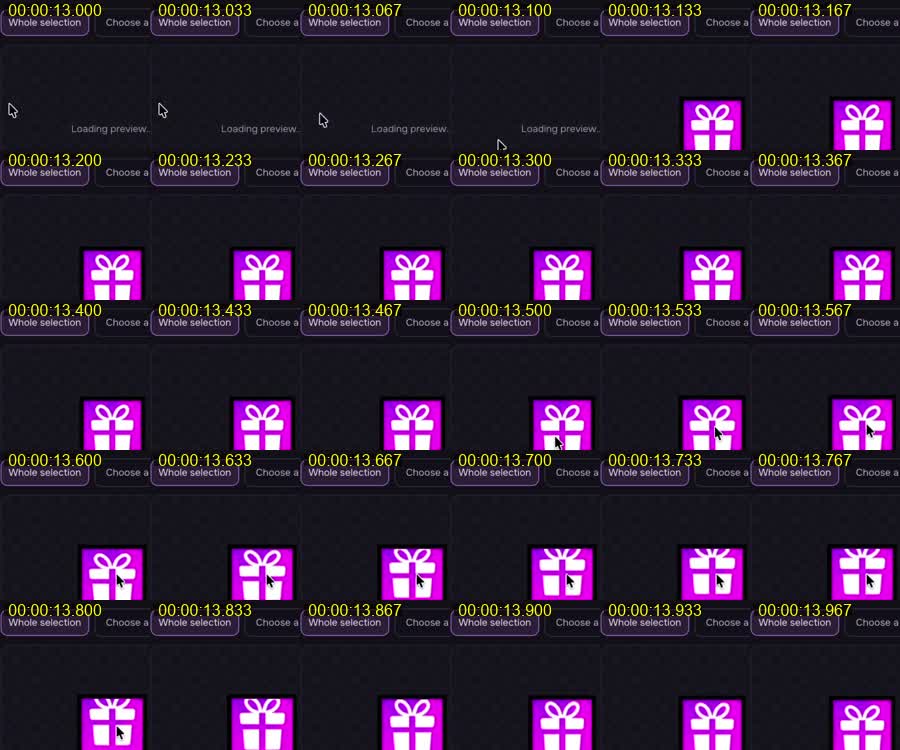 00:00:13.000 00:00:13.033 00:00:13.067 00:00:13.100 00:00:13.133 00:00:13.167
Whole selection Choose a Whole selection Choose a Whole selection Choose a Whole selection Choose a Whole selection Choose a Whole selection Choose a
Loading preview.. Loading preview.. Loading preview.. Loading preview..
00:00:13.200 00:00:13.233 00:00:13.267 00:00:13.300 00:00:13.333 00:00:13.367
Whole selection Choose a Whole selection Choose a Whole selection Choose a Whole selection Choose a Whole selection Choose a Whole selection Choose a
00:00:13.400 00:00:13.433 00:00:13.467 00:00:13.500 00:00:13.533 00:00:13.567
Whole selection Choose a Whole selection Choose a Whole selection Choose a Whole selection Choose a Whole selection Choose a Whole selection Choose a
00:00:13.600 00:00:13.633 00:00:13.667 00:00:13.700 00:00:13.733 00:00:13.767
Whole selection Choose a Whole selection Choose a Whole selection Choose a Whole selection Choose a Whole selection Choose a Whole selection Choose a
00:00:13.800 00:00:13.833 00:00:13.867 00:00:13.900 00:00:13.933 00:00:13.967
Whole selection Choose a Whole selection Choose a Whole selection Choose a Whole selection Choose a Whole selection Choose a Whole selection Choose a